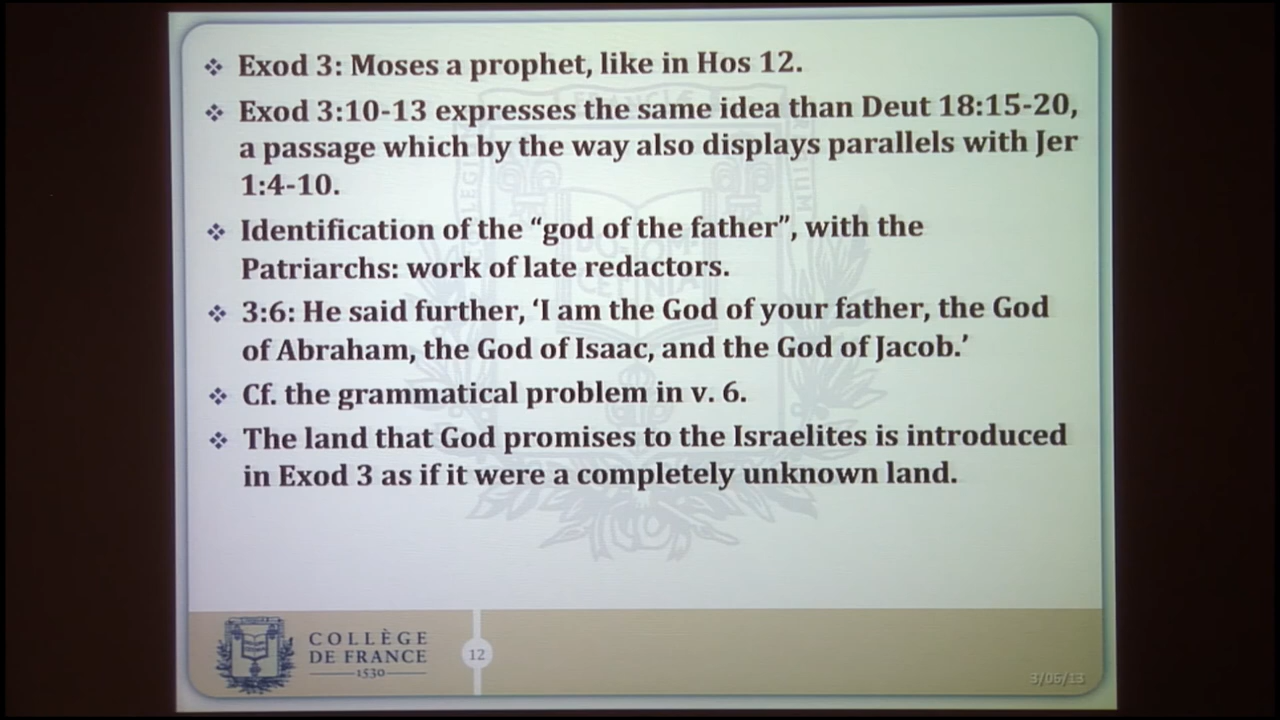 ❖ Exod 3: Moses a prophet, like in Hos 12.
❖ Exod 3:10-13 expresses the same idea than Deut 18:15-20,
a passage which by the way also displays parallels with Jer
1:4-10.
❖ Identification of the “god of the father”, with the
Patriarchs: work of late redactors.
❖ 3:6: He said further, ‘I am the God of your father, the God
of Abraham, the God of Isaac, and the God of Jacob.’
❖ Cf. the grammatical problem in v. 6.
❖ The land that God promises to the Israelites is introduced
in Exod 3 as if it were a completely unknown land.
COLLÈGE
DE FRANCE
1530
12
3/06/13